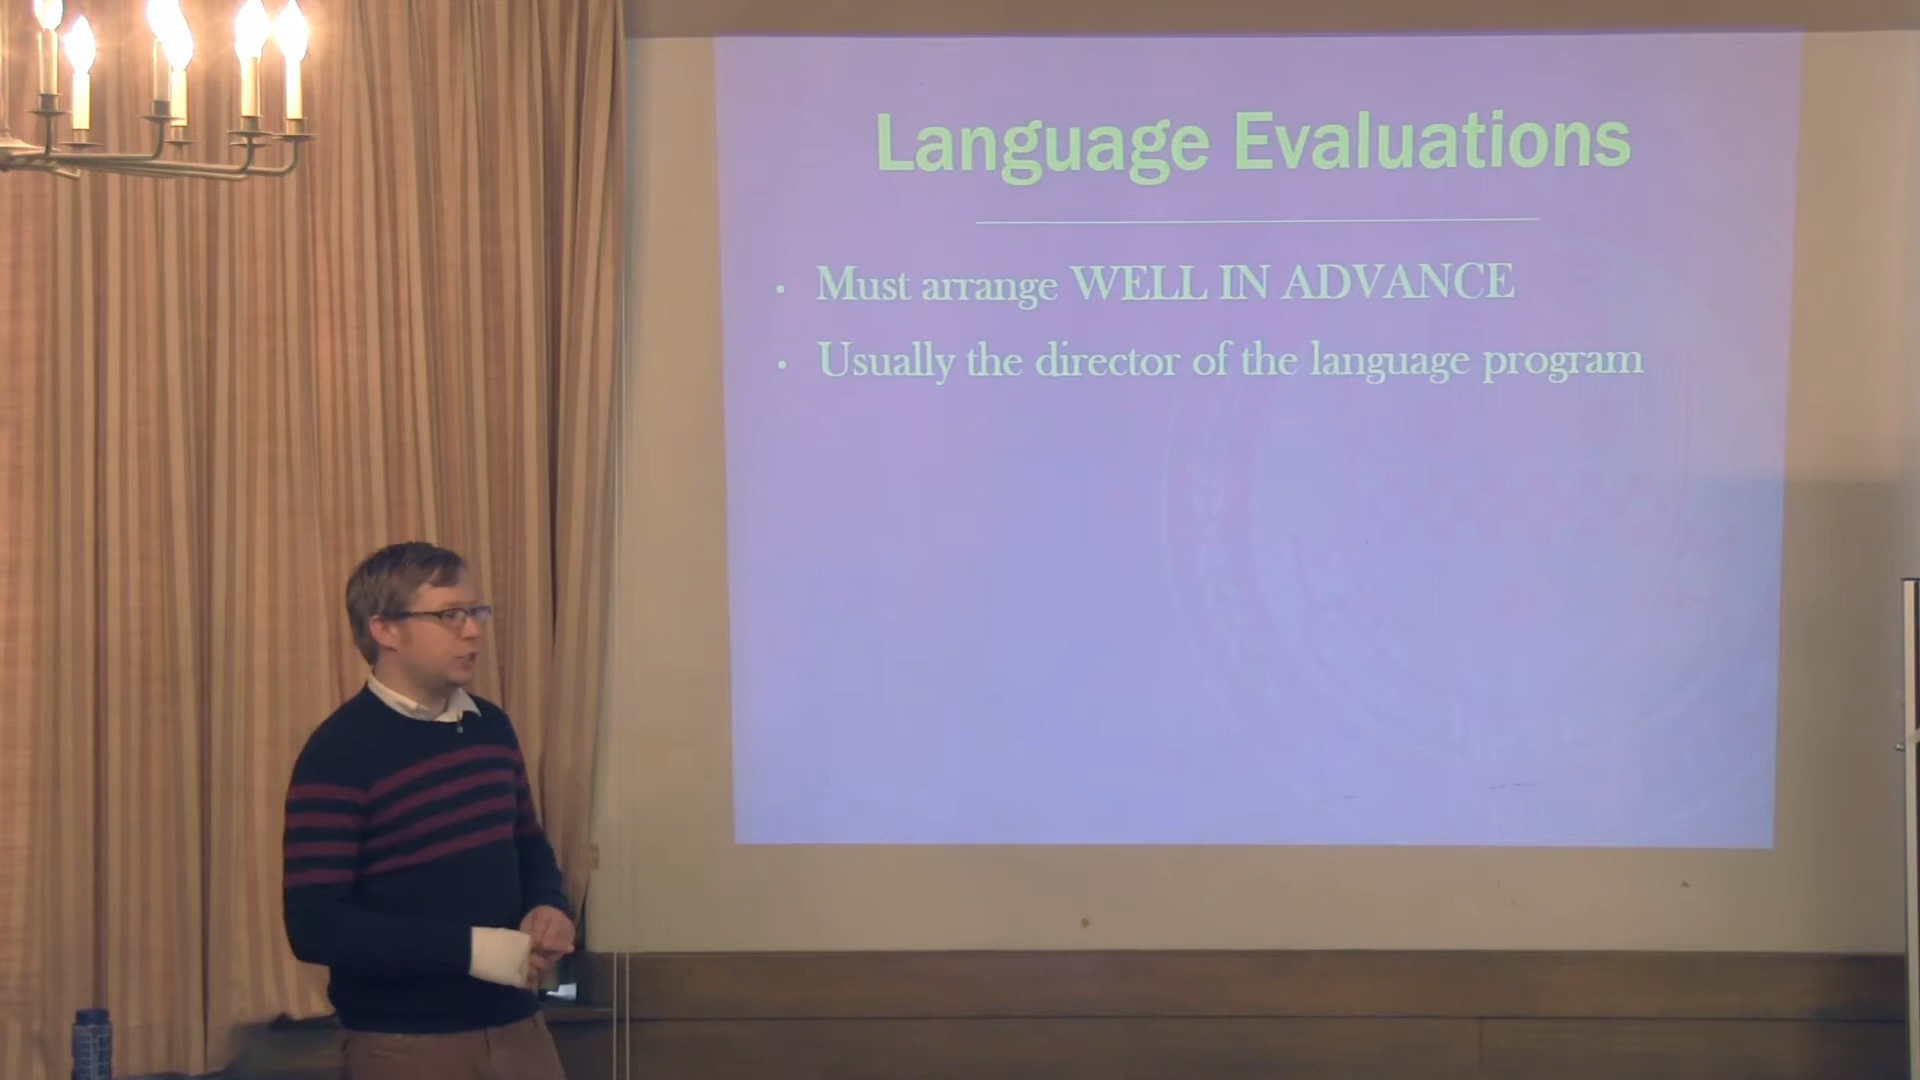 Language Evaluations
• Must arrange WELL IN ADVANCE
• Usually the director of the language program